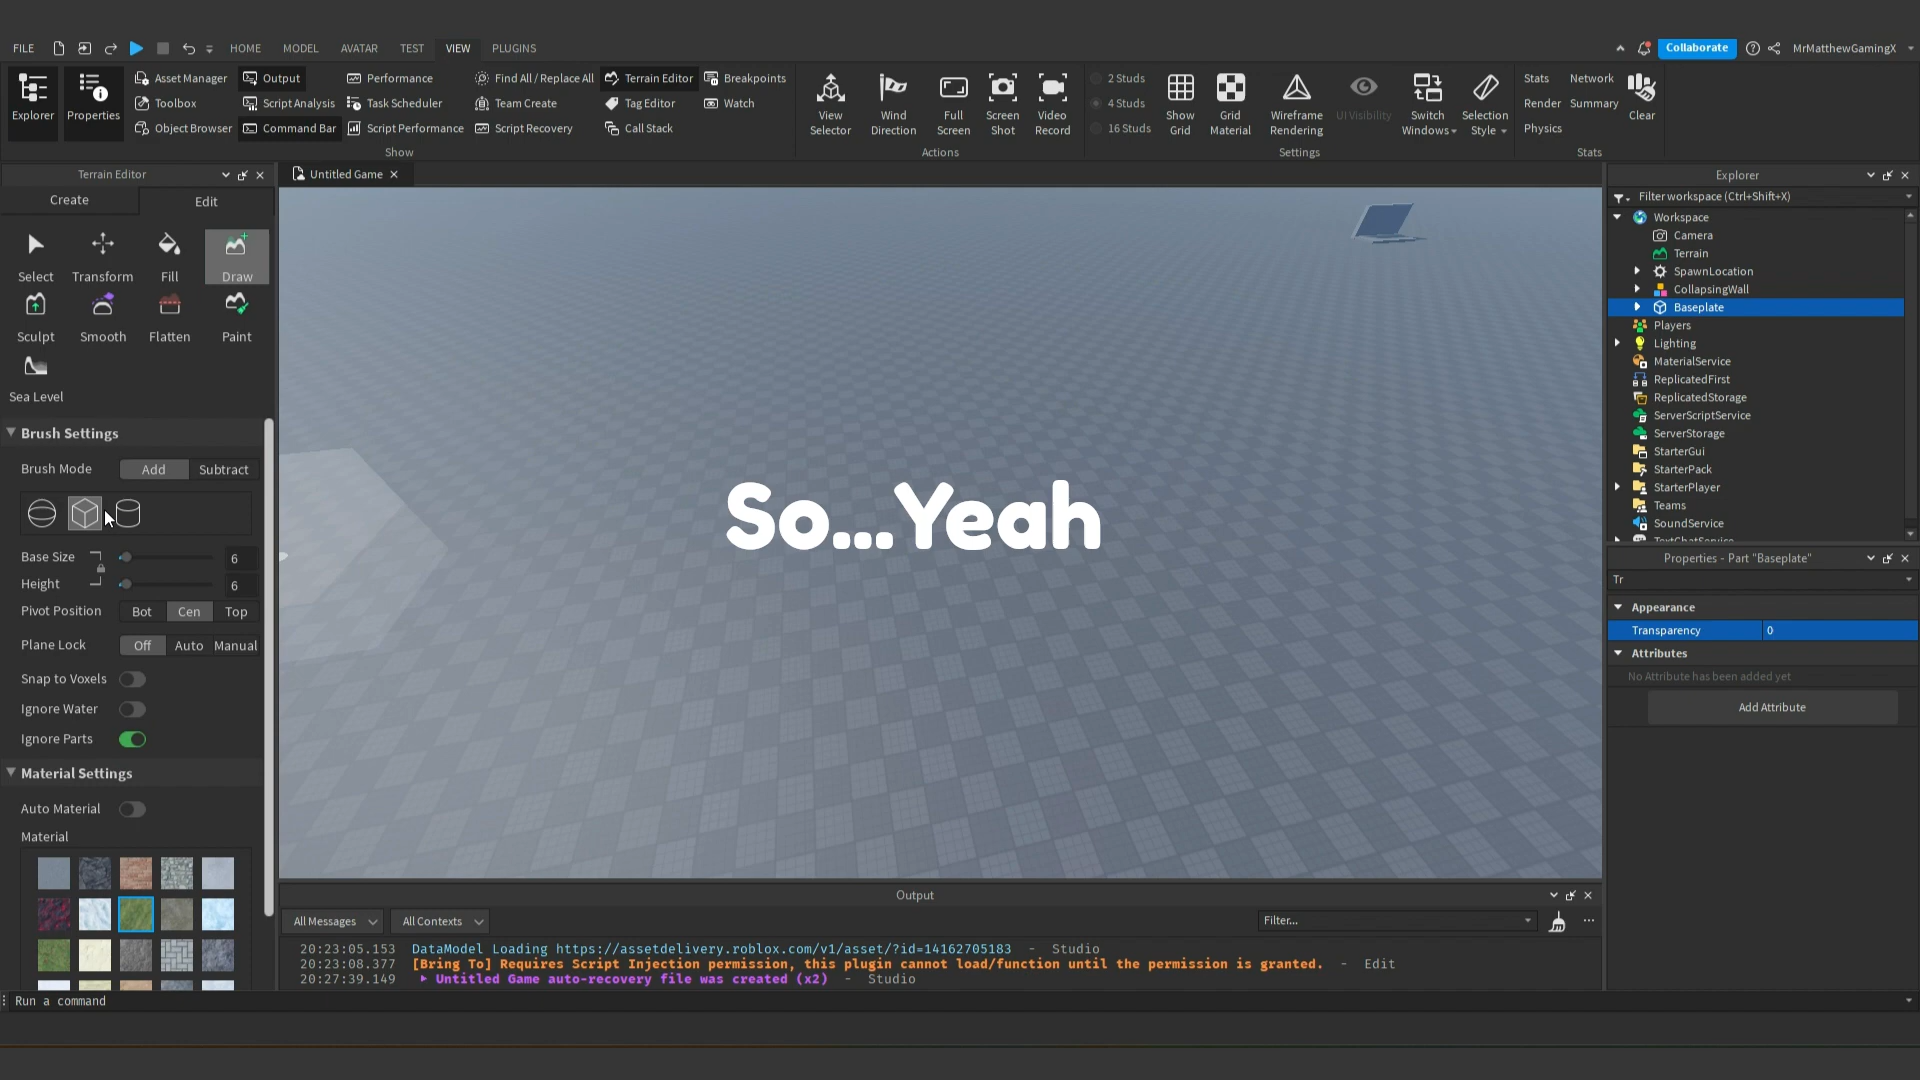 FILE
HOME
MODEL
AVATAR
TEST
VIEW
PLUGINS
Collaborate
MrMatthewGamingX
Explorer
Properties
Asset Manager
Toolbox
Object Browser
Output
Script Analysis
Command Bar
Performance
Task Scheduler
Script Performance
Find All / Replace All
Team Create
Script Recovery
Terrain Editor
Tag Editor
Call Stack
Breakpoints
Watch
Show
View
Selector
Wind
Direction
Full
Screen
Screen
Shot
Video
Record
Actions
2 Studs
4 Studs
16 Studs
Show
Grid
Grid
Material
Wireframe
Rendering
UI Visibility
Switch
Windows
Selection
Style
Settings
Stats
Network
Render
Summary
Physics
Clear
Stats
Terrain Editor
Create
Edit
Select
Transform
Fill
Draw
Sculpt
Smooth
Flatten
Paint
Sea Level
Brush Settings
Brush Mode
Add
Subtract
Base Size
6
Height
6
Pivot Position
Bot
Cen
Top
Plane Lock
Off
Auto
Manual
Snap to Voxels
Ignore Water
Ignore Parts
Material Settings
Auto Material
Material
Untitled Game
So...Yeah
Output
All Messages
All Contexts
Filter...
20:23:05.153 DataModel Loading https://assetdelivery.roblox.com/v1/asset/?id=14162705183 - Studio
20:23:08.377 [Bring To] Requires Script Injection permission, this plugin cannot load/function until the permission is granted. - Edit
20:27:39.149 Untitled Game auto-recovery file was created (x2) - Studio
Run a command
Explorer
Filter workspace (Ctrl+Shift+X)
Workspace
Camera
Terrain
SpawnLocation
CollapsingWall
Baseplate
Players
Lighting
MaterialService
ReplicatedFirst
ReplicatedStorage
ServerScriptService
ServerStorage
StarterGui
StarterPack
StarterPlayer
Teams
SoundService
TextChatService
Properties - Part "Baseplate"
Tr
Appearance
Transparency
0
Attributes
No Attribute has been added yet
Add Attribute